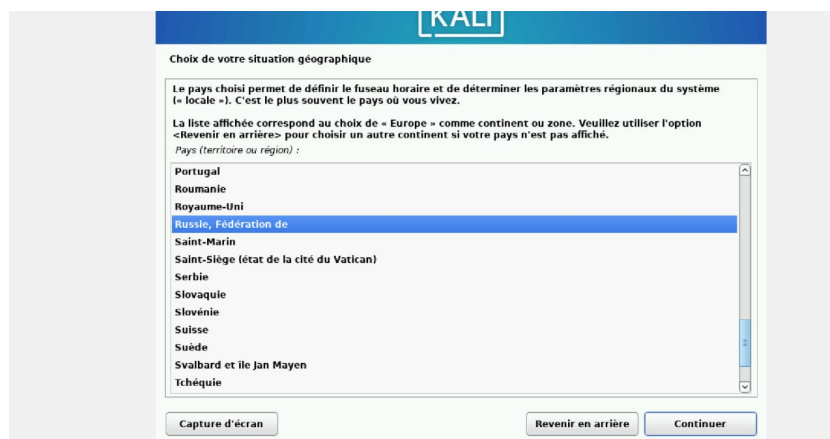 KALI
Choix de votre situation géographique
Le pays choisi permet de définir le fuseau horaire et de déterminer les paramètres régionaux du système
(« locale »). C'est le plus souvent le pays où vous vivez.
La liste affichée correspond au choix de « Europe » comme continent ou zone. Veuillez utiliser l'option
<Revenir en arrière> pour choisir un autre continent si votre pays n'est pas affiché.
Pays (territoire ou région) :
Portugal
Roumanie
Royaume-Uni
Russie, Fédération de
Saint-Marin
Saint-Siège (état de la cité du Vatican)
Serbie
Slovaquie
Slovénie
Suisse
Suède
Svalbard et île Jan Mayen
Tchéquie
Capture d'écran
Revenir en arrière
Continuer